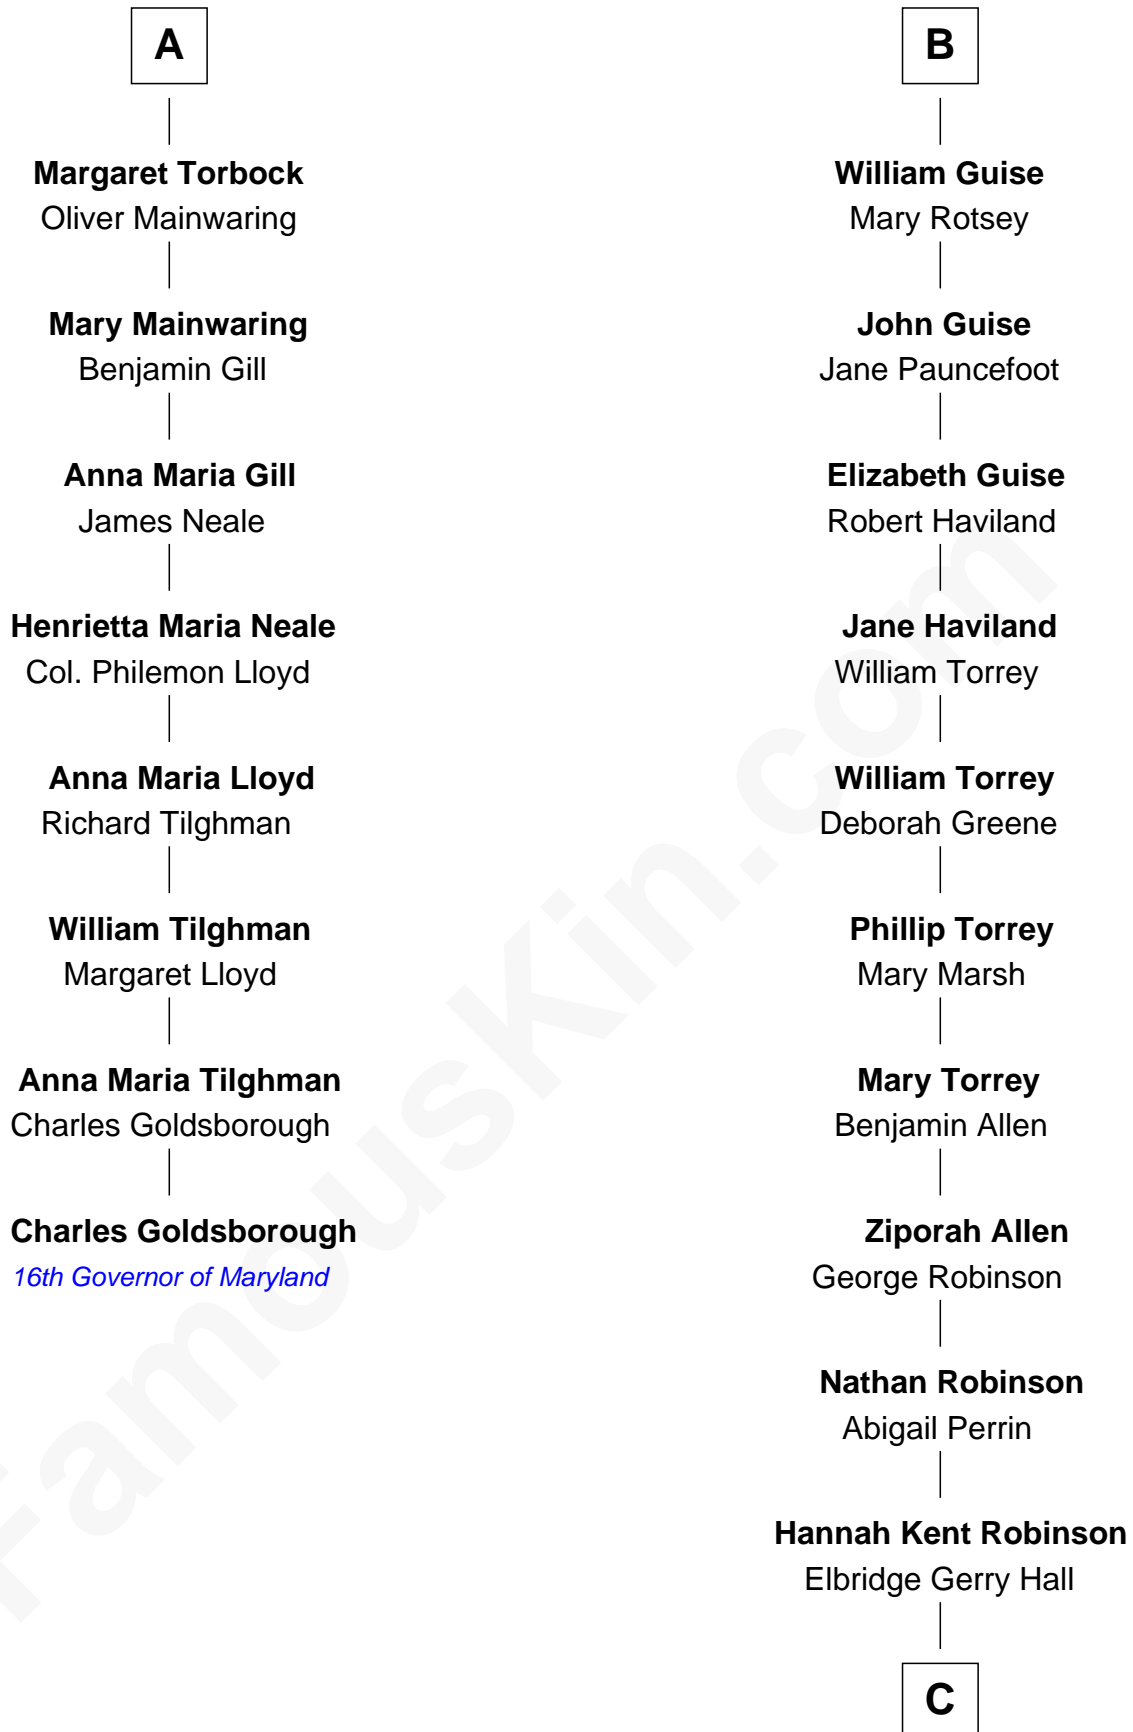 A
Margaret Torbock
Oliver Mainwaring
Mary Mainwaring
Benjamin Gill
Anna Maria Gill
James Neale
Henrietta Maria Neale
Col. Philemon Lloyd
Anna Maria Lloyd
Richard Tilghman
William Tilghman
Margaret Lloyd
Anna Maria Tilghman
Charles Goldsborough
Charles Goldsborough
16th Governor of Maryland
B
William Guise
Mary Rotsey
John Guise
Jane Pauncefoot
Elizabeth Guise
Robert Haviland
Jane Haviland
William Torrey
William Torrey
Deborah Greene
Phillip Torrey
Mary Marsh
Mary Torrey
Benjamin Allen
Ziporah Allen
George Robinson
Nathan Robinson
Abigail Perrin
Hannah Kent Robinson
Elbridge Gerry Hall
C
FamousKin.com